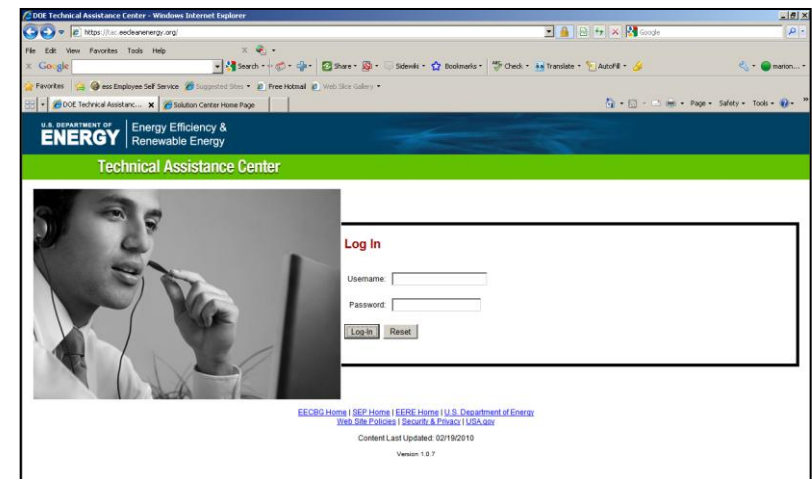 DOE Technical Assistance Center - Windows Internet Explorer
https://tac.eecleanenergy.org/
Google
File Edit View Favorites Tools Help
Google Search Share Sidewiki Bookmarks Check Translate AutoFill marion...
Favorites ess Employee Self Service Suggested Sites Free Hotmail Web Slice Gallery
DOE Technical Assistanc... Solution Center Home Page Page Safety Tools
U.S. DEPARTMENT OF
ENERGY
Energy Efficiency &
Renewable Energy
Technical Assistance Center
Log In
Username:
Password:
Log-In Reset
EECBG Home | SEP Home | EERE Home | U.S. Department of Energy
Web Site Policies | Security & Privacy | USA.gov
Content Last Updated: 02/19/2010
Version 1.0.7